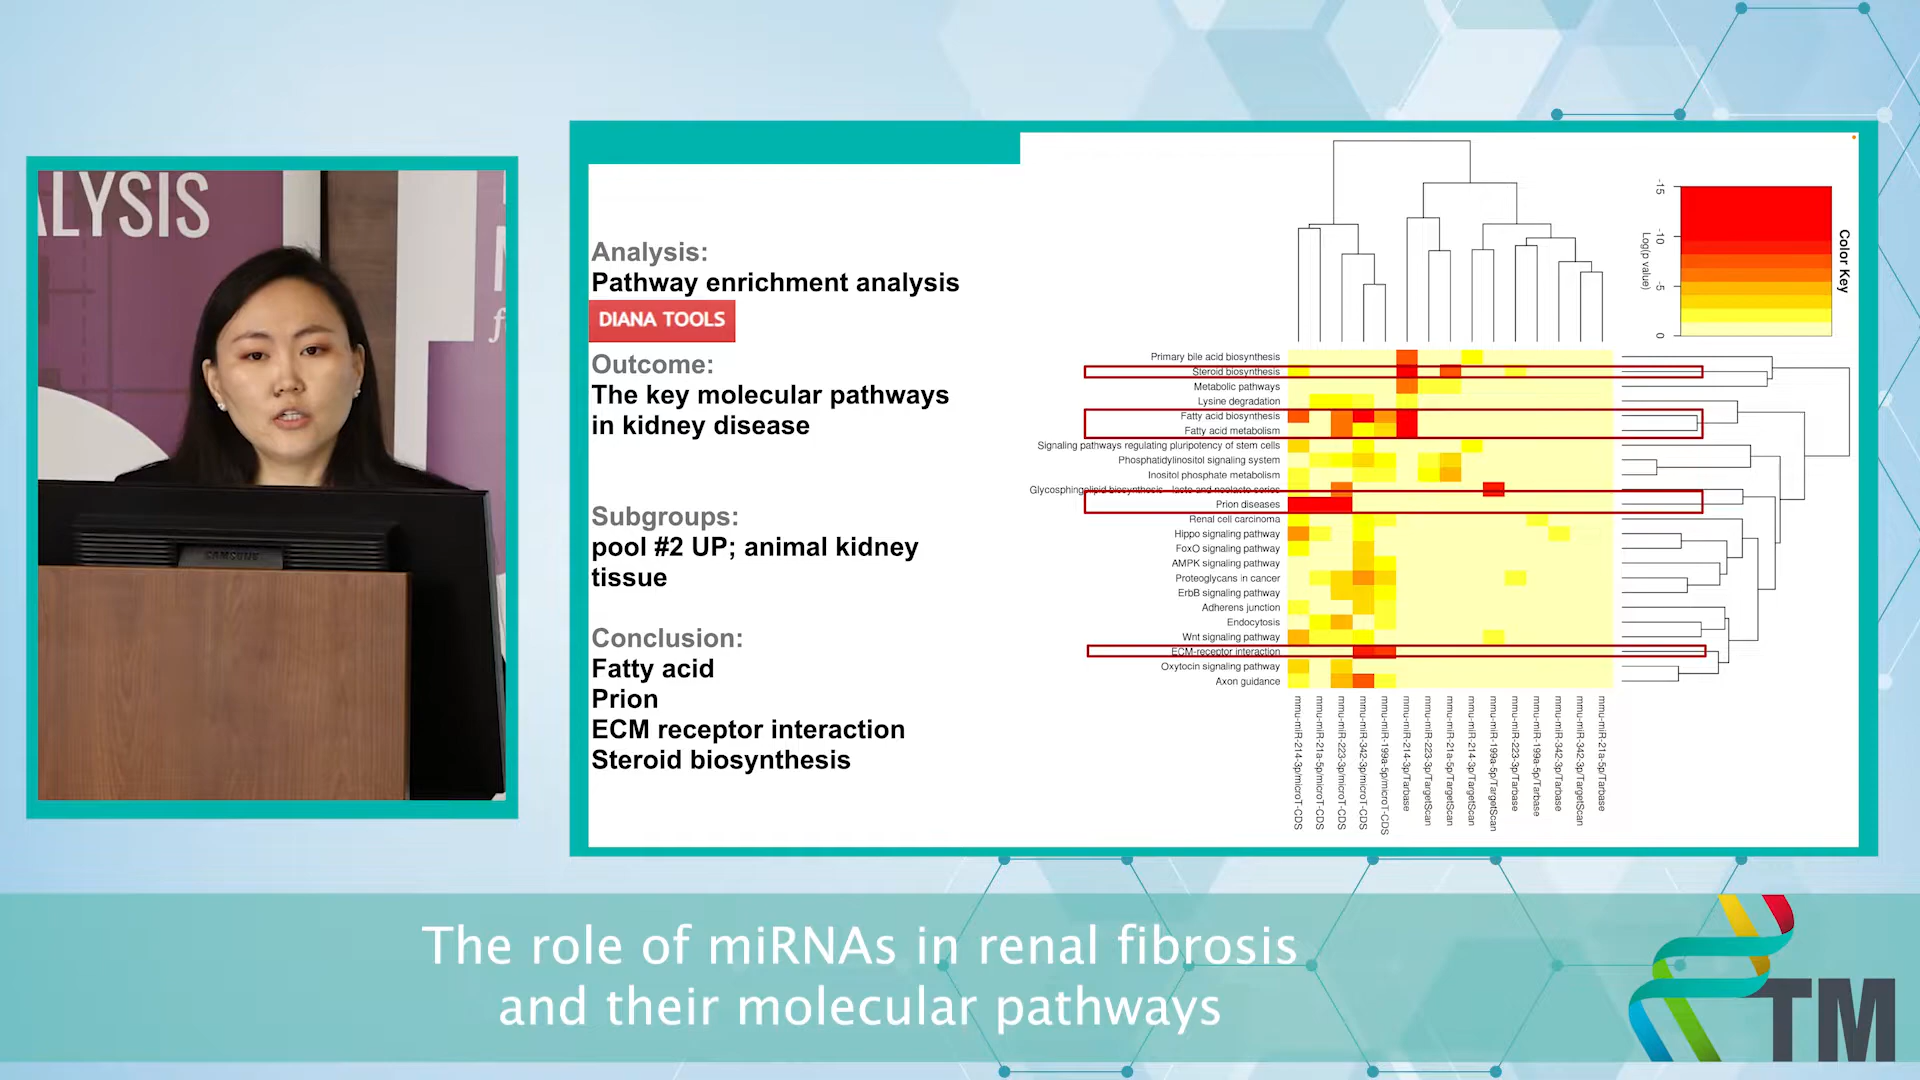 ALYSIS
SAMSUNG
Analysis:
Pathway enrichment analysis
DIANA TOOLS
Outcome:
The key molecular pathways
in kidney disease
Subgroups:
pool #2 UP; animal kidney
tissue
Conclusion:
Fatty acid
Prion
ECM receptor interaction
Steroid biosynthesis
Color Key
Log(p value)
-15
-10
-5
0
Primary bile acid biosynthesis
Steroid biosynthesis
Metabolic pathways
Lysine degradation
Fatty acid biosynthesis
Fatty acid metabolism
Signaling pathways regulating pluripotency of stem cells
Phosphatidylinositol signaling system
Inositol phosphate metabolism
Glycosphingolipid biosynthesis - lacto and neolacto series
Prion diseases
Renal cell carcinoma
Hippo signaling pathway
FoxO signaling pathway
AMPK signaling pathway
Proteoglycans in cancer
ErbB signaling pathway
Adherens junction
Endocytosis
Wnt signaling pathway
ECM-receptor interaction
Oxytocin signaling pathway
Axon guidance
mmu-miR-214-3p/microT-CDS
mmu-miR-21a-5p/microT-CDS
mmu-miR-223-3p/microT-CDS
mmu-miR-342-3p/microT-CDS
mmu-miR-199a-5p/microT-CDS
mmu-miR-214-3p/Tarbase
mmu-miR-223-3p/TargetScan
mmu-miR-21a-5p/TargetScan
mmu-miR-214-3p/TargetScan
mmu-miR-199a-5p/TargetScan
mmu-miR-223-3p/Tarbase
mmu-miR-199a-5p/Tarbase
mmu-miR-342-3p/Tarbase
mmu-miR-342-3p/TargetScan
mmu-miR-21a-5p/Tarbase
The role of miRNAs in renal fibrosis
and their molecular pathways
TM